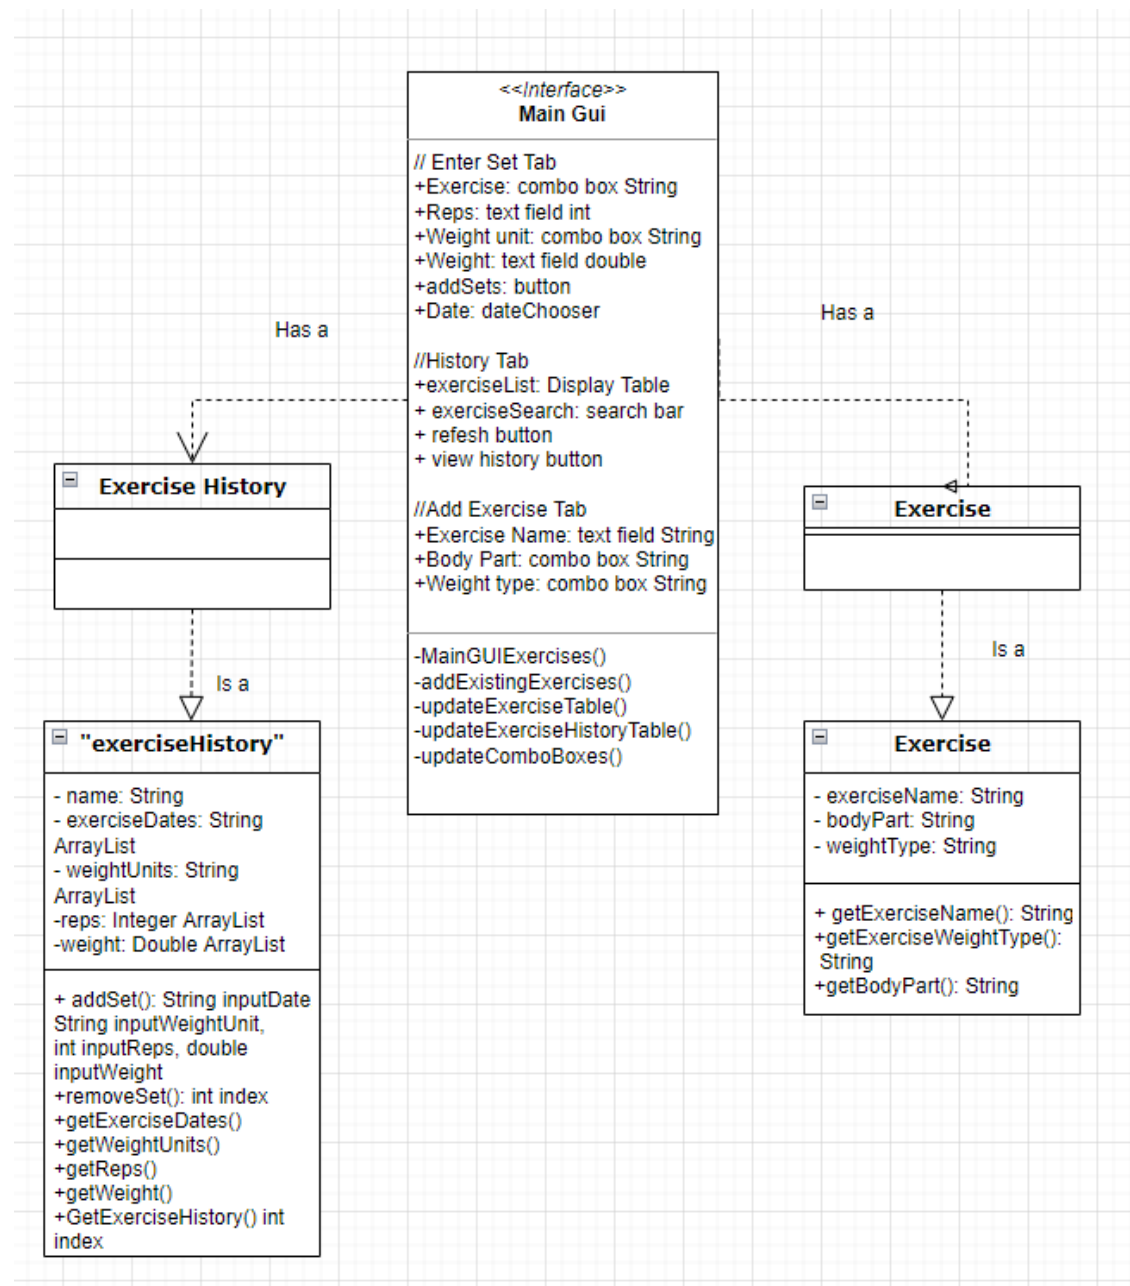 <<Interface>>
Main Gui
// Enter Set Tab
+Exercise: combo box String
+Reps: text field int
+Weight unit: combo box String
+Weight: text field double
+addSets: button
+Date: dateChooser
//History Tab
+exerciseList: Display Table
+ exerciseSearch: search bar
+ refesh button
+ view history button
//Add Exercise Tab
+Exercise Name: text field String
+Body Part: combo box String
+Weight type: combo box String
-MainGUIExercises()
-addExistingExercises()
-updateExerciseTable()
-updateExerciseHistoryTable()
-updateComboBoxes()
Has a
Has a
Exercise History
Is a
"exerciseHistory"
- name: String
- exerciseDates: String
ArrayList
- weightUnits: String
ArrayList
-reps: Integer ArrayList
-weight: Double ArrayList
+ addSet(): String inputDate
String inputWeightUnit,
int inputReps, double
inputWeight
+removeSet(): int index
+getExerciseDates()
+getWeightUnits()
+getReps()
+getWeight()
+GetExerciseHistory() int
index
Exercise
Is a
Exercise
- exerciseName: String
- bodyPart: String
- weightType: String
+ getExerciseName(): String
+getExerciseWeightType():
String
+getBodyPart(): String